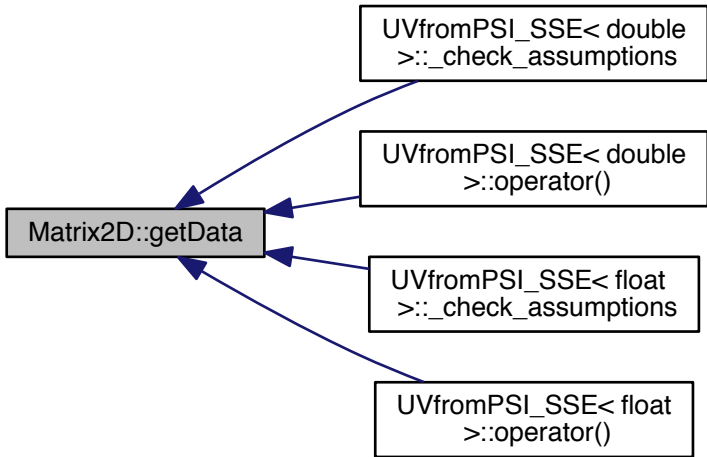 UVfromPSI_SSE< double
>::_check_assumptions
UVfromPSI_SSE< double
>::operator()
Matrix2D::getData
UVfromPSI_SSE< float
>::_check_assumptions
UVfromPSI_SSE< float
>::operator()